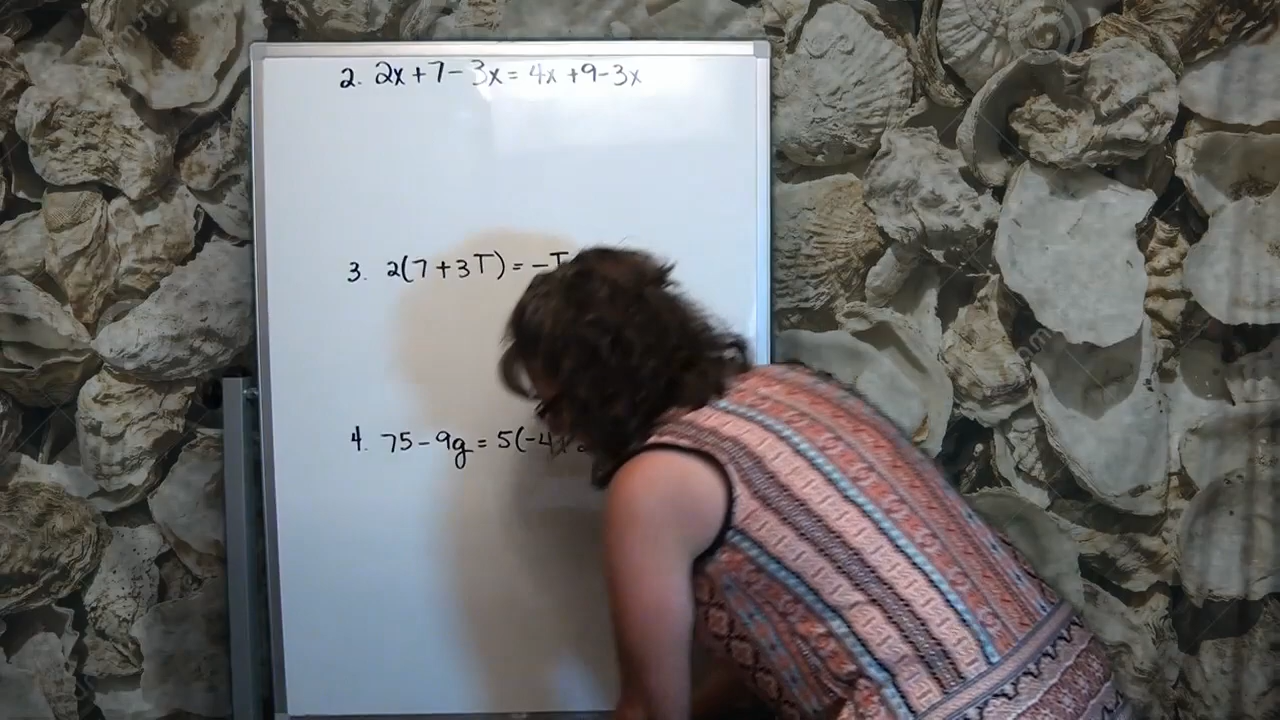 2. 2x + 7 - 3x = 4x + 9 - 3x
3. 2(7 + 3T) = -T
4. 75 - 9g = 5(-4